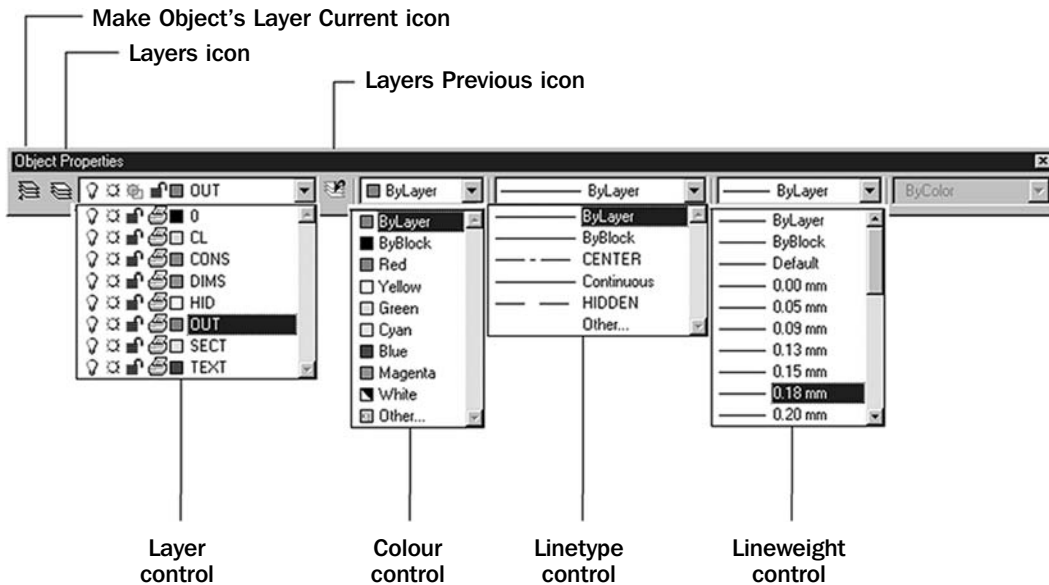 Make Object's Layer Current icon
Layers icon
Layers Previous icon
Object Properties
OUT
ByLayer
ByLayer
ByLayer
ByColor
0
CL
CONS
DIMS
HID
OUT
SECT
TEXT
ByLayer
ByBlock
Red
Yellow
Green
Cyan
Blue
Magenta
White
Other...
ByLayer
ByBlock
CENTER
Continuous
HIDDEN
Other...
ByLayer
ByBlock
Default
0.00 mm
0.05 mm
0.09 mm
0.13 mm
0.15 mm
0.18 mm
0.20 mm
Layer
control
Colour
control
Linetype
control
Lineweight
control